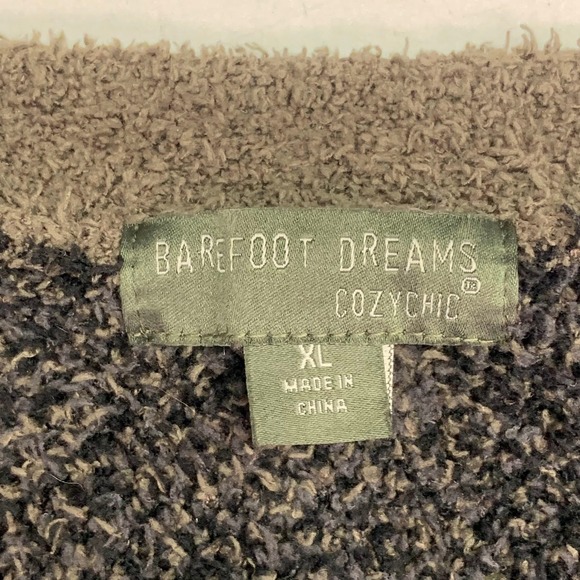 BAREFOOT DREAMS®
COZYCHIC
XL
MADE IN
CHINA